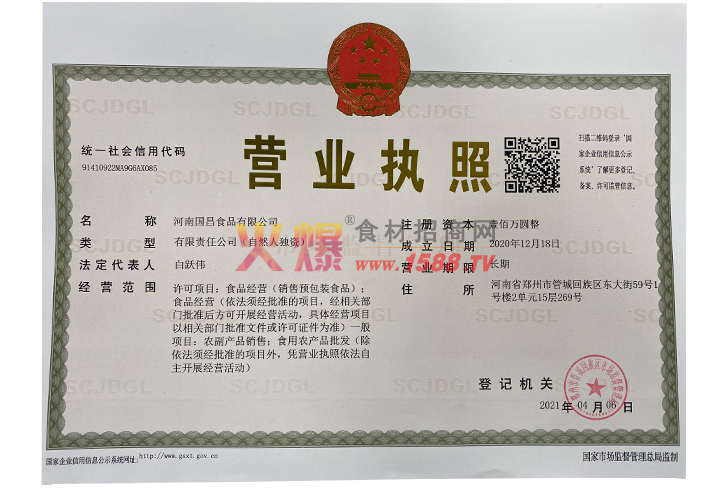 营业执照
统一社会信用代码
91410922MA9G6AX085
扫描二维码登录‘国
家企业信用信息公示
系统’了解更多登记、
备案、许可监管信息。
名 称 河南国昌食品有限公司
类 型 有限责任公司（自然人独资）
法定代表人 白跃伟
经营范围 许可项目：食品经营（销售预包装食品）；
食品经营（依法须经批准的项目，经相关部
门批准后方可开展经营活动，具体经营项目
以相关部门批准文件或许可证件为准）一般
项目：农副产品销售；食用农产品批发（除
依法须经批准的项目外，凭营业执照依法自
主开展经营活动）
注册资本 壹佰万圆整
成立日期 2020年12月18日
营业期限 长期
住 所 河南省郑州市管城回族区东大街59号1
号楼2单元15层269号
火爆®食材招商网
www.1588.TV
登记机关
2021年 04月 06日
国家企业信用信息公示系统网址：http://www.gsxt.gov.cn
国家市场监督管理总局监制
SCJDGL